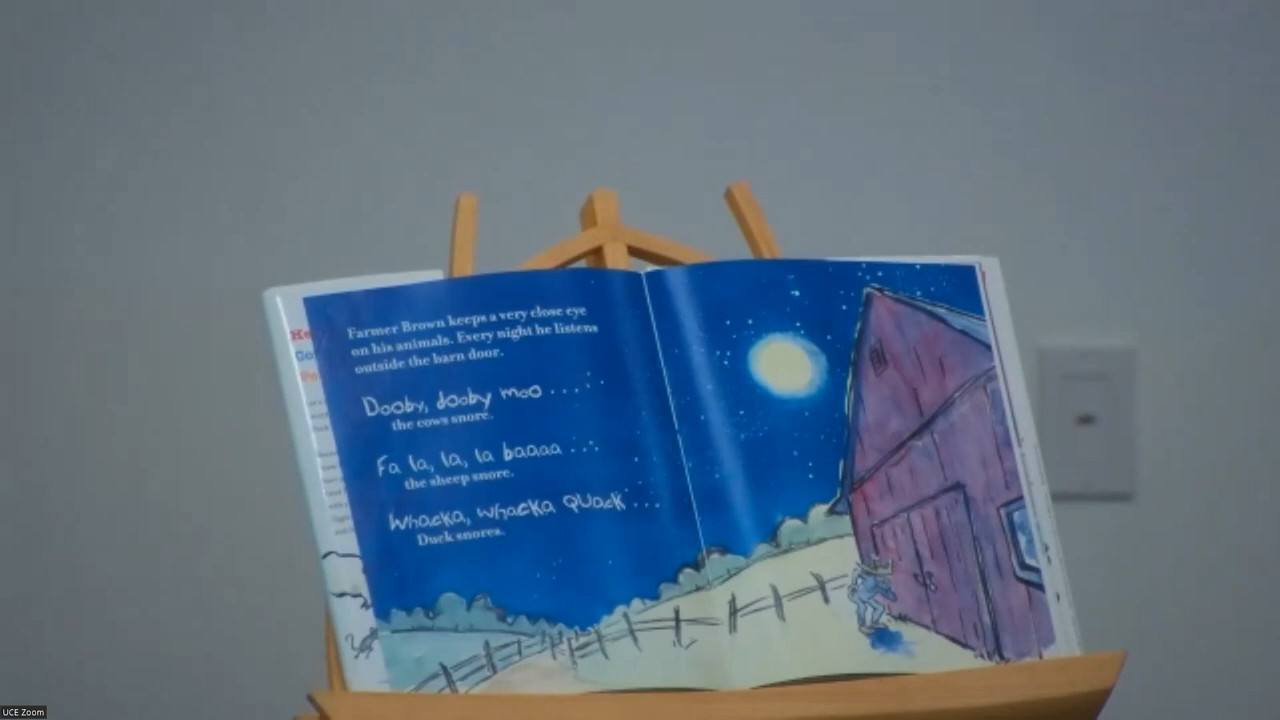 Farmer Brown keeps a very close eye
on his animals. Every night he listens
outside the barn door.
Dooby, dooby moo ....
the cows snore.
Fa la, la, la baaaa ...
the sheep snore.
Whacka, whacka QUack ...
Duck snores.
UCE Zoom